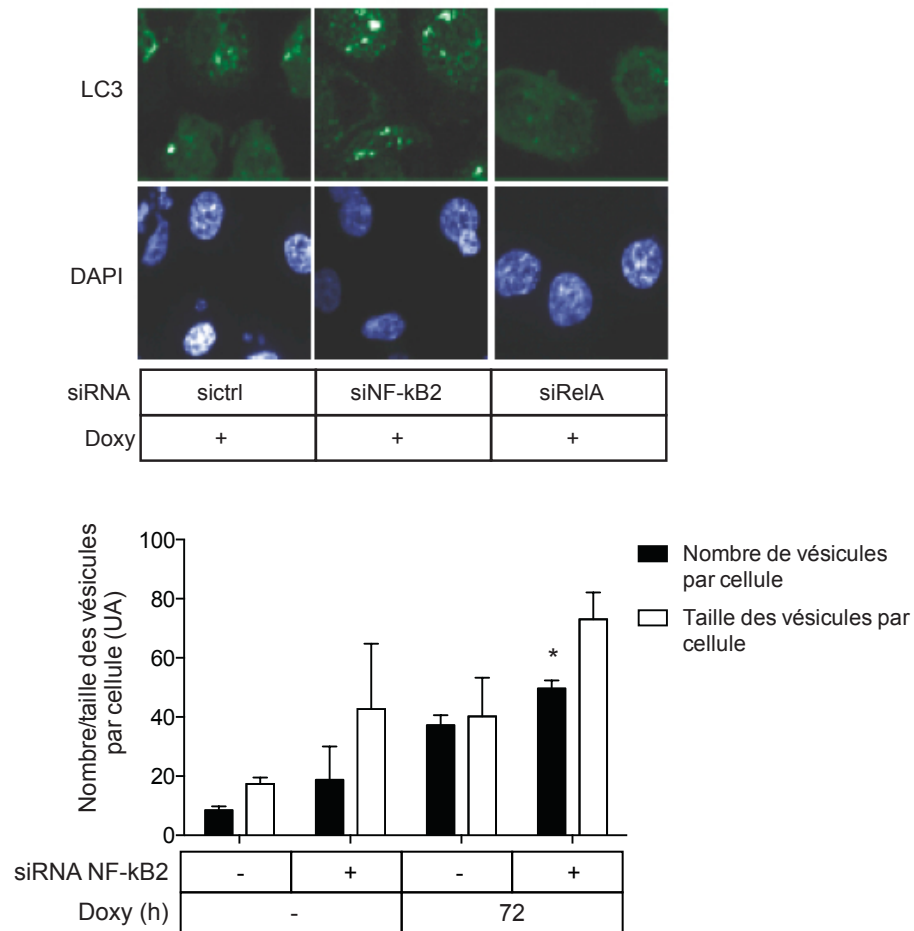 LC3
DAPI
siRNA sictrl siNF-kB2 siRelA
Doxy + + +
Nombre/taille des vésicules
par cellule (UA)
100
80
60
40
20
0
*
Nombre de vésicules
par cellule
Taille des vésicules par
cellule
siRNA NF-kB2 - + - +
Doxy (h) - 72